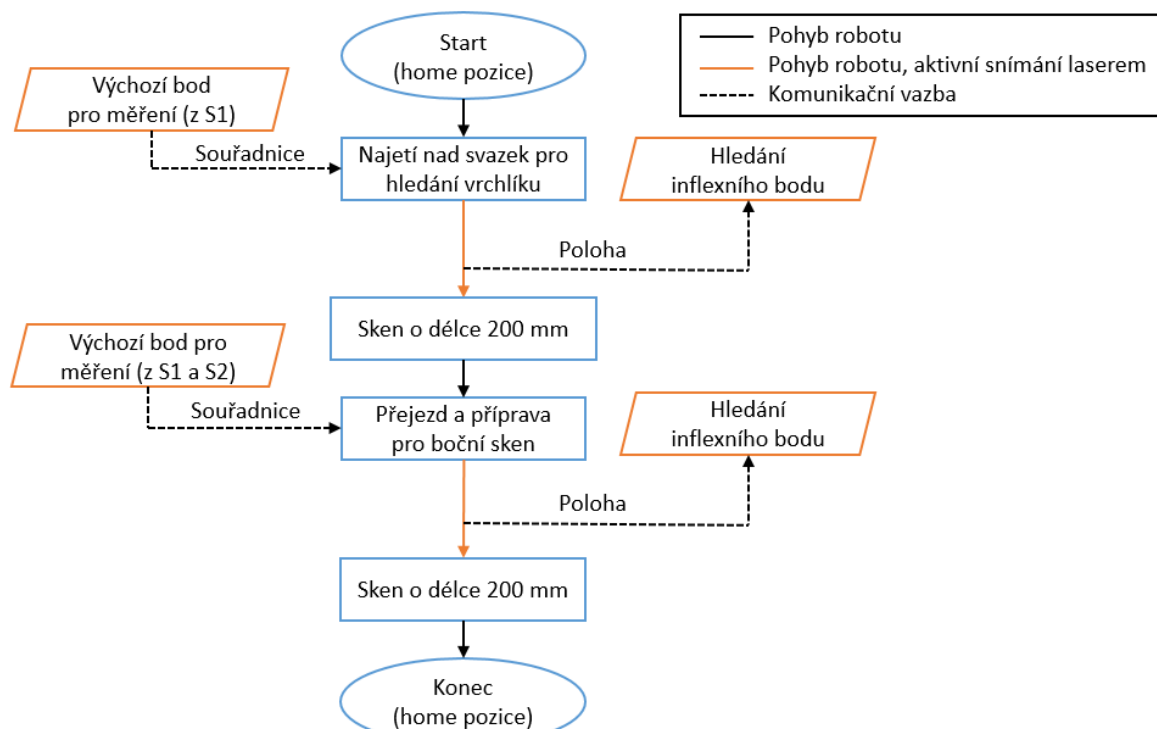 Start
(home pozice)
Pohyb robotu
Pohyb robotu, aktivní snímání laserem
Komunikační vazba
Výchozí bod
pro měření (z S1)
Souřadnice
Najetí nad svazek pro
hledání vrchlíku
Hledání
inflexního bodu
Poloha
Sken o délce 200 mm
Výchozí bod pro
měření (z S1 a S2)
Souřadnice
Přejezd a příprava
pro boční sken
Hledání
inflexního bodu
Poloha
Sken o délce 200 mm
Konec
(home pozice)